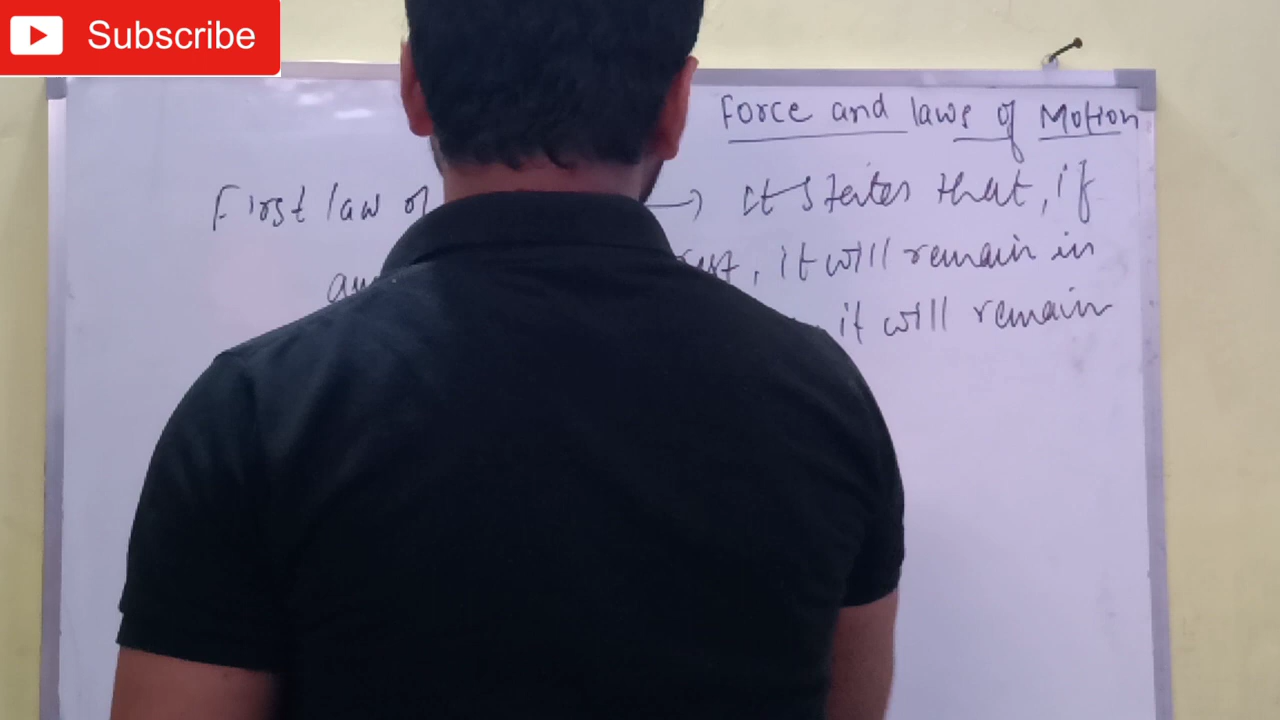 Subscribe
Force and laws of Motion
First law of → It states that, if
rest, it will remain in
it will remain